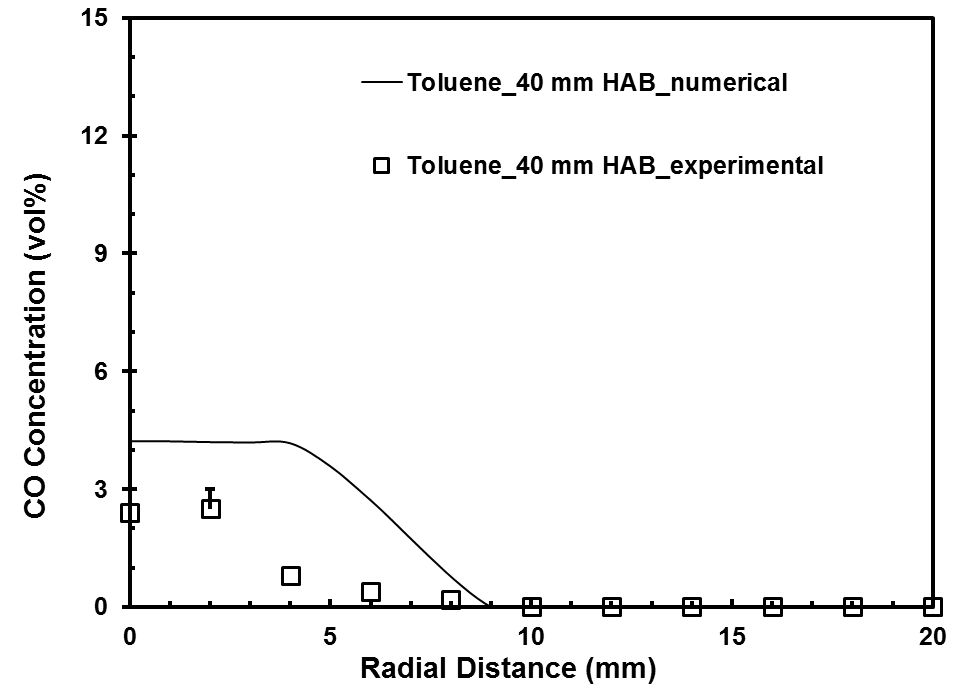 15
Toluene_40 mm HAB_numerical
12
Toluene_40 mm HAB_experimental
9
CO Concentration (vol%)
6
3
0
0 5 10 15 20
Radial Distance (mm)